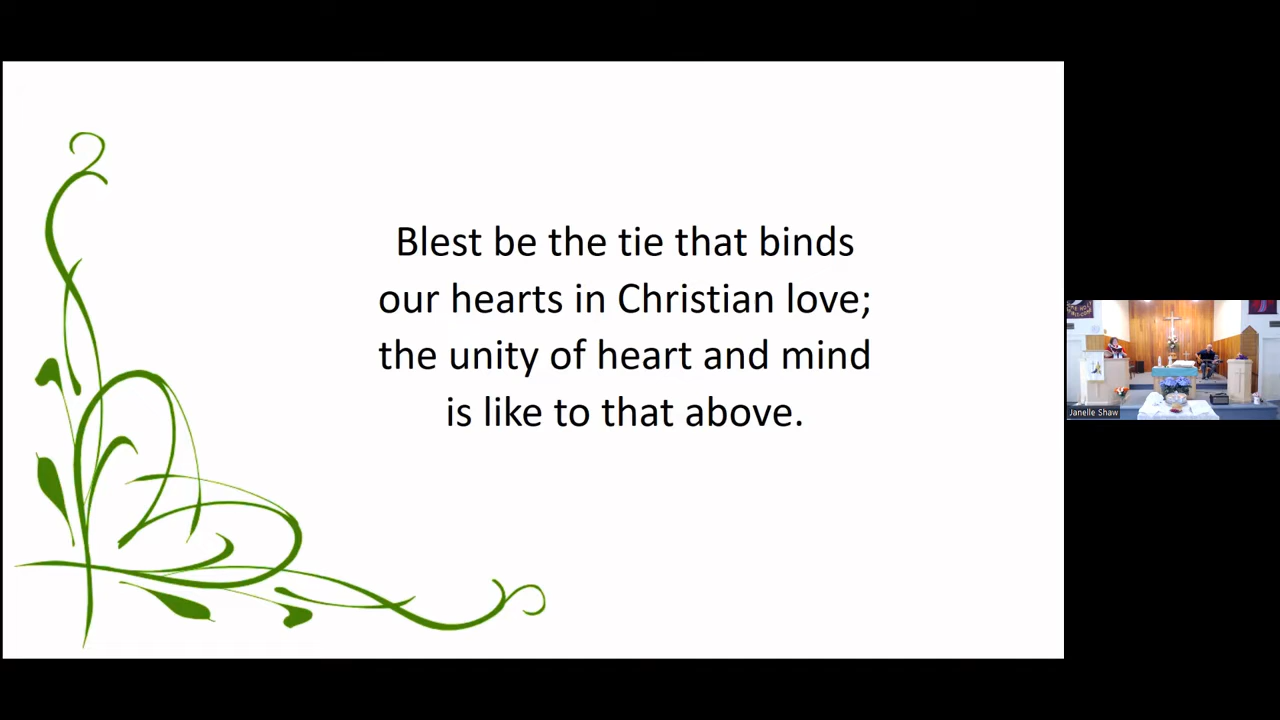 Blest be the tie that binds
our hearts in Christian love;
the unity of heart and mind
is like to that above.
Janelle Shaw